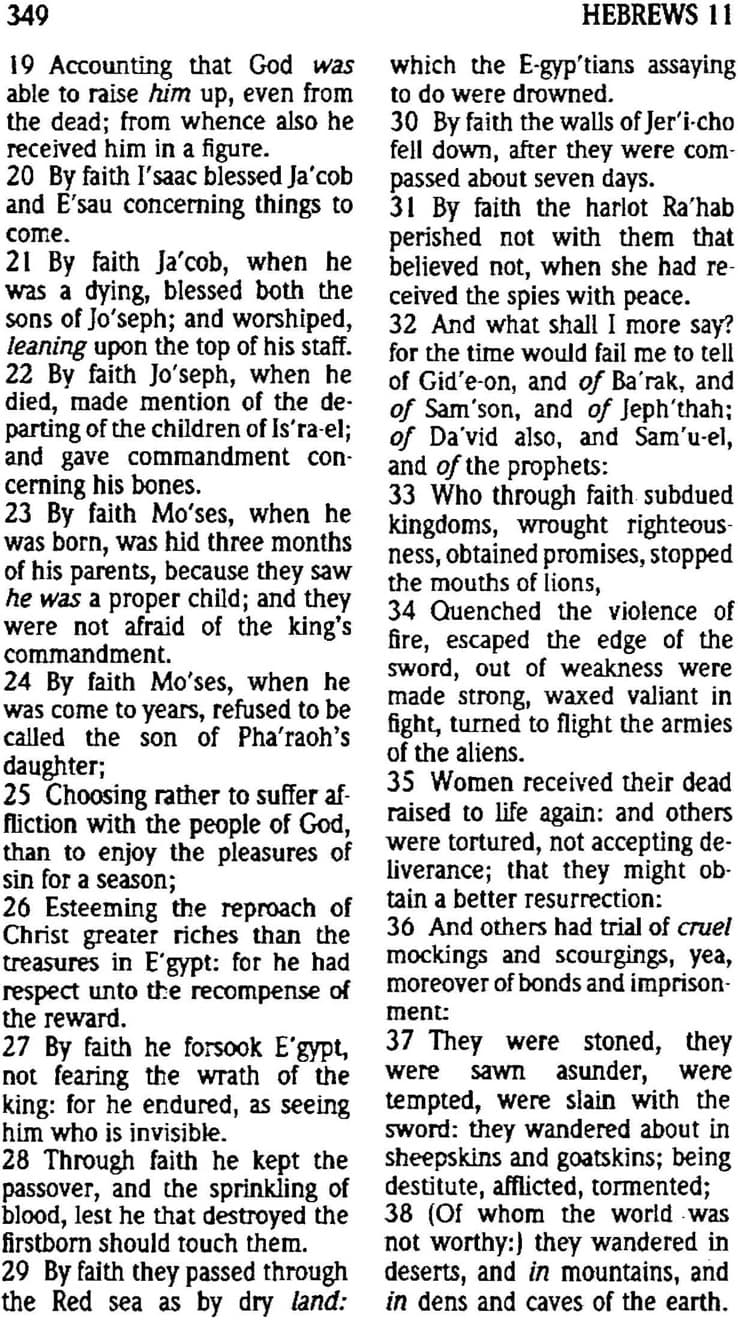 349
HEBREWS 11
19 Accounting that God was
able to raise him up, even from
the dead; from whence also he
received him in a figure.
20 By faith I'saac blessed Ja'cob
and E'sau concerning things to
come.
21 By faith Ja'cob, when he
was a dying, blessed both the
sons of Jo'seph; and worshiped,
leaning upon the top of his staff.
22 By faith Jo'seph, when he
died, made mention of the de-
parting of the children of Is'ra-el;
and gave commandment con-
cerning his bones.
23 By faith Mo'ses, when he
was born, was hid three months
of his parents, because they saw
he was a proper child; and they
were not afraid of the king's
commandment.
24 By faith Mo'ses, when he
was come to years, refused to be
called the son of Pha'raoh's
daughter;
25 Choosing rather to suffer af-
fliction with the people of God,
than to enjoy the pleasures of
sin for a season;
26 Esteeming the reproach of
Christ greater riches than the
treasures in E'gypt: for he had
respect unto the recompense of
the reward.
27 By faith he forsook E'gypt,
not fearing the wrath of the
king: for he endured, as seeing
him who is invisible.
28 Through faith he kept the
passover, and the sprinkling of
blood, lest he that destroyed the
firstborn should touch them.
29 By faith they passed through
the Red sea as by dry land:
which the E-gyp'tians assaying
to do were drowned.
30 By faith the walls of Jer'i-cho
fell down, after they were com-
passed about seven days.
31 By faith the harlot Ra'hab
perished not with them that
believed not, when she had re-
ceived the spies with peace.
32 And what shall I more say?
for the time would fail me to tell
of Gid'e-on, and of Ba'rak, and
of Sam'son, and of Jeph'thah;
of Da'vid also, and Sam'u-el,
and of the prophets:
33 Who through faith subdued
kingdoms, wrought righteous-
ness, obtained promises, stopped
the mouths of lions,
34 Quenched the violence of
fire, escaped the edge of the
sword, out of weakness were
made strong, waxed valiant in
fight, turned to flight the armies
of the aliens.
35 Women received their dead
raised to life again: and others
were tortured, not accepting de-
liverance; that they might ob-
tain a better resurrection:
36 And others had trial of cruel
mockings and scourgings, yea,
moreover of bonds and imprison-
ment:
37 They were stoned, they
were sawn asunder, were
tempted, were slain with the
sword: they wandered about in
sheepskins and goatskins; being
destitute, afflicted, tormented;
38 (Of whom the world was
not worthy:) they wandered in
deserts, and in mountains, and
in dens and caves of the earth.